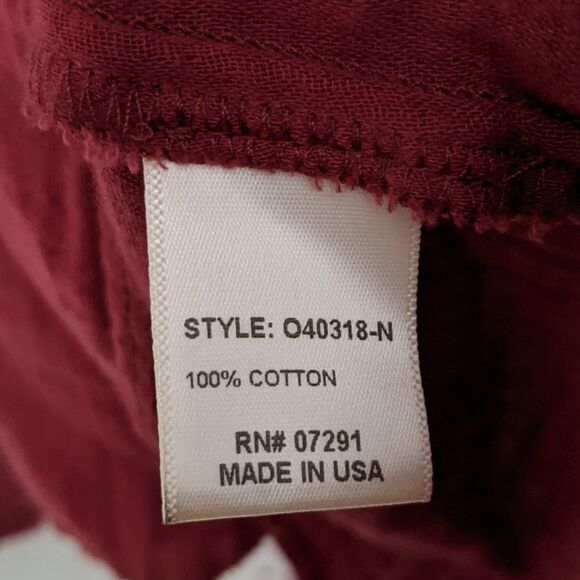 STYLE: O40318-N
100% COTTON
RN# 07291
MADE IN USA